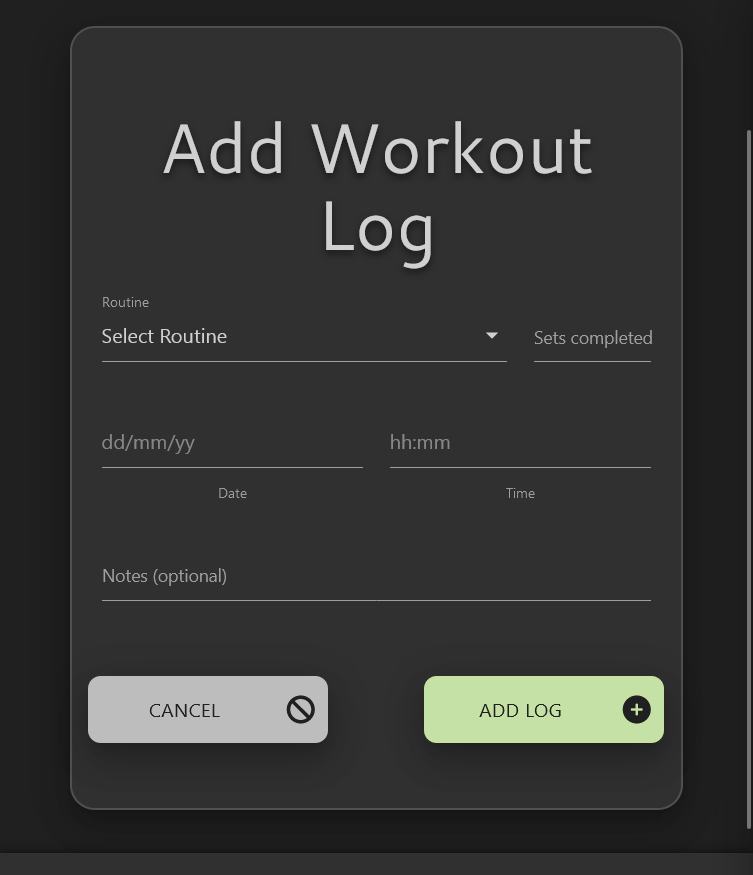 Add Workout
Log
Routine
Select Routine
Sets completed
dd/mm/yy
hh:mm
Date
Time
Notes (optional)
CANCEL
ADD LOG